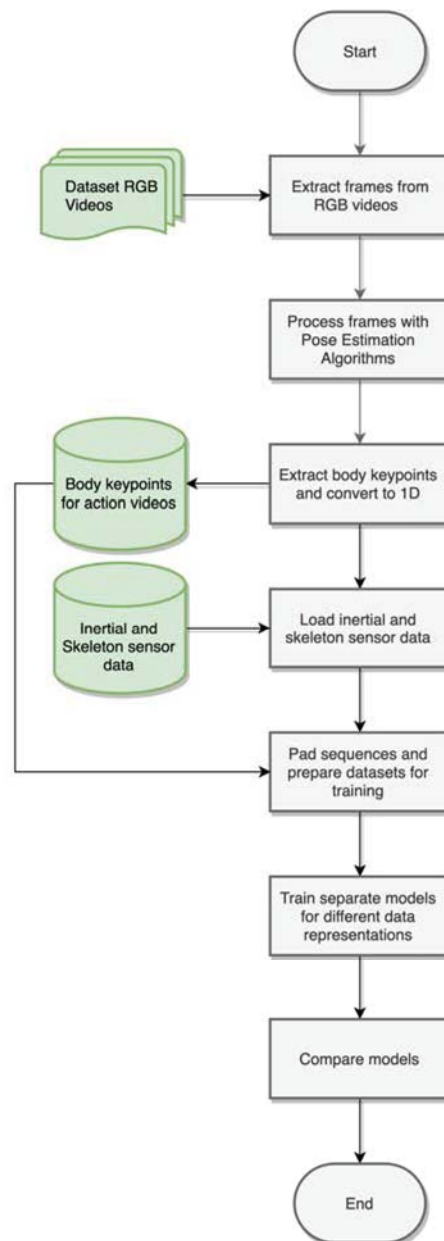 Start
Dataset RGB
Videos
Extract frames from
RGB videos
Process frames with
Pose Estimation
Algorithms
Body keypoints
for action videos
Extract body keypoints
and convert to 1D
Inertial and
Skeleton sensor
data
Load inertial and
skeleton sensor data
Pad sequences and
prepare datasets for
training
Train separate models
for different data
representations
Compare models
End